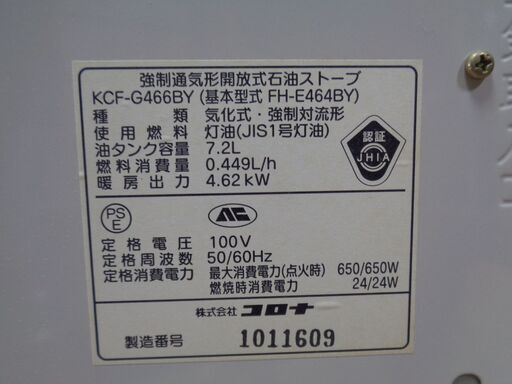 強制通気形開放式石油ストーブ
KCF-G466BY (基本型式 FH-E464BY)
種類 気化式・強制対流形
使用燃料 灯油(JIS1号灯油)
油タンク容量 7.2L
燃料消費量 0.449L/h
暖房出力 4.62kW
認証
JHIA
PS
E
定格電圧 100V
定格周波数 50/60Hz
定格消費電力 最大消費電力(点火時) 650/650W
燃焼時消費電力 24/24W
株式会社 コロナ
製造番号 1011609